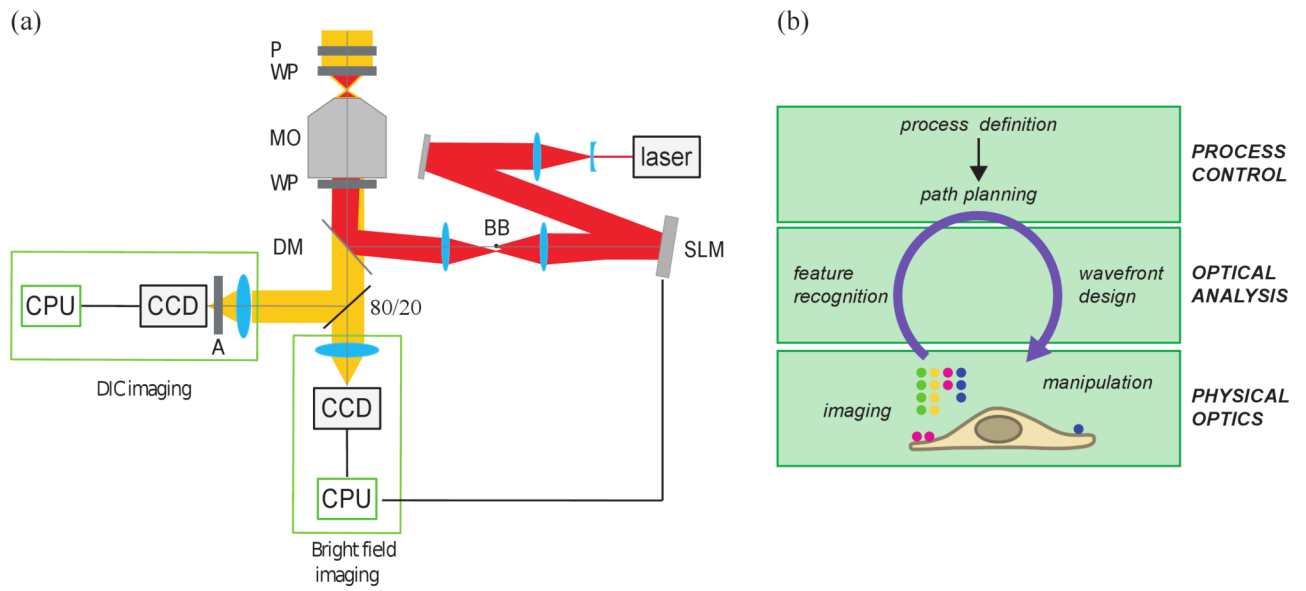 (a)
P
WP
MO
WP
laser
BB
DM
SLM
CPU
CCD
A
80/20
DIC imaging
CCD
CPU
Bright field
imaging
(b)
process definition
path planning
PROCESS
CONTROL
feature
recognition
wavefront
design
OPTICAL
ANALYSIS
imaging
manipulation
PHYSICAL
OPTICS